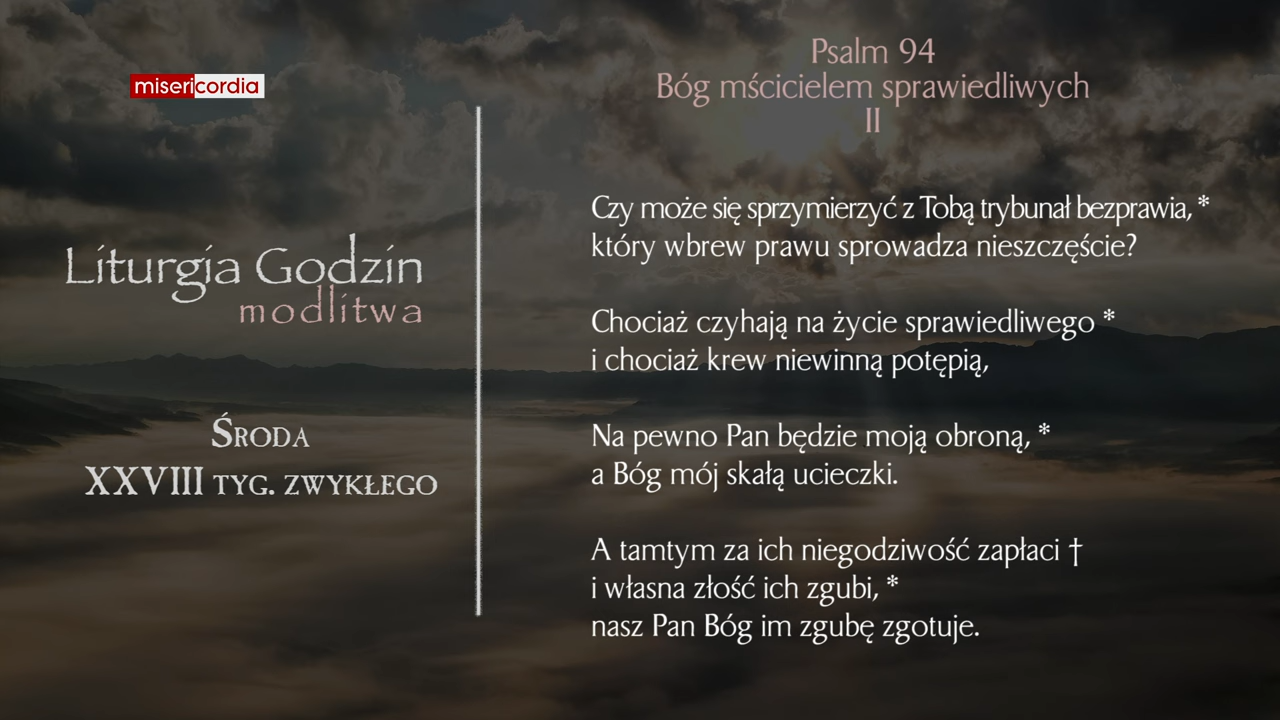 misericordia
Liturgia Godzin
modlitwa
Środa
XXVIII tyg. zwykłego
Psalm 94
Bóg mścicielem sprawiedliwych
II
Czy może się sprzymierzyć z Tobą trybunał bezprawia, *
który wbrew prawu sprowadza nieszczęście?
Chociaż czyhają na życie sprawiedliwego *
i chociaż krew niewinną potępią,
Na pewno Pan będzie moją obroną, *
a Bóg mój skałą ucieczki.
A tamtym za ich niegodziwość zapłaci †
i własna złość ich zgubi, *
nasz Pan Bóg im zgubę zgotuje.